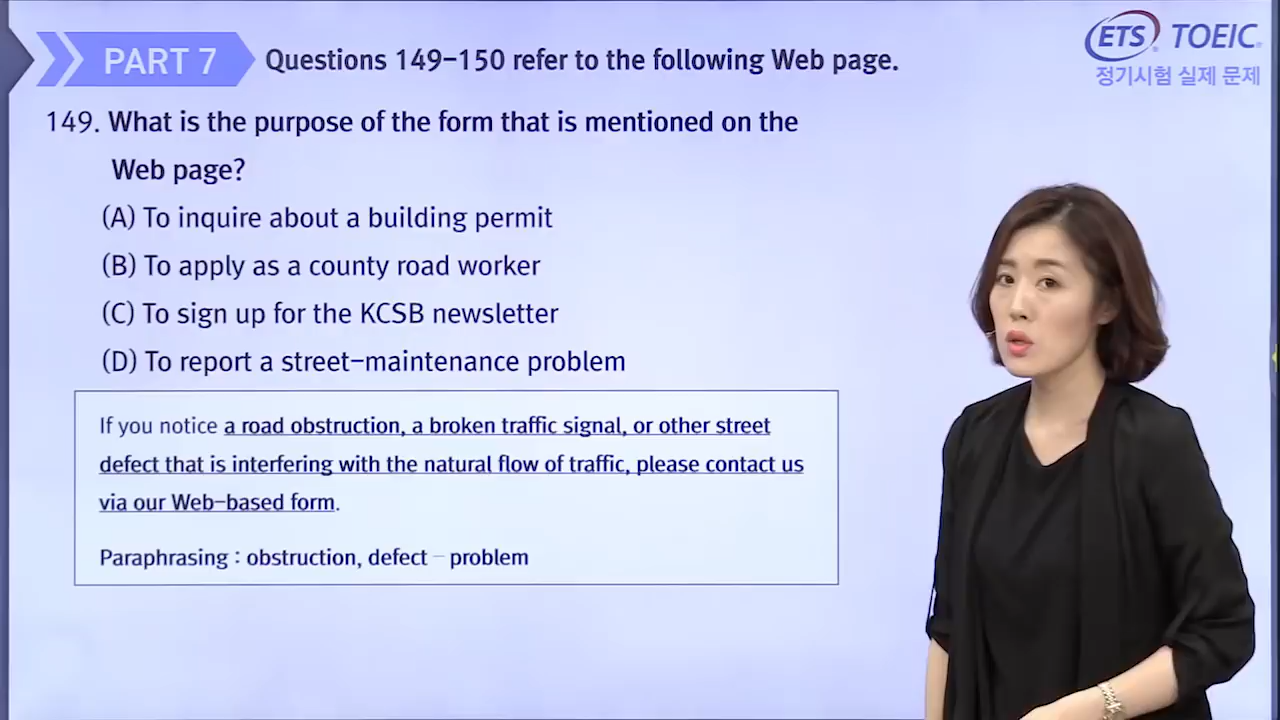 PART 7
Questions 149–150 refer to the following Web page.
ETS® TOEIC®
정기시험 실제 문제
149. What is the purpose of the form that is mentioned on the
Web page?
(A) To inquire about a building permit
(B) To apply as a county road worker
(C) To sign up for the KCSB newsletter
(D) To report a street–maintenance problem
If you notice a road obstruction, a broken traffic signal, or other street
defect that is interfering with the natural flow of traffic, please contact us
via our Web–based form.
Paraphrasing : obstruction, defect – problem